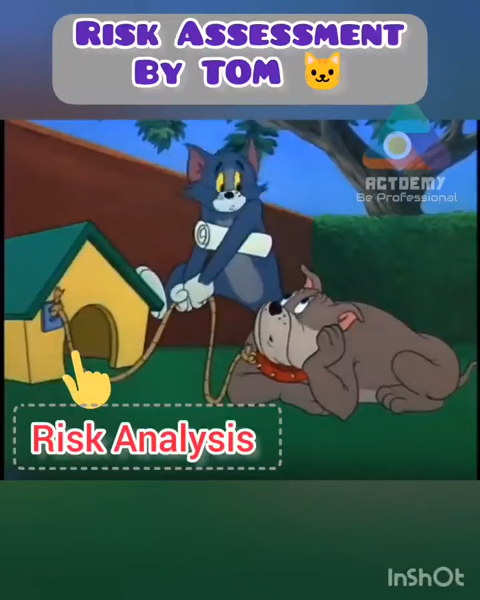 Risk Assessment
By TOM 🐱
ACTDEMY
Be Professional
Risk Analysis
InShOt